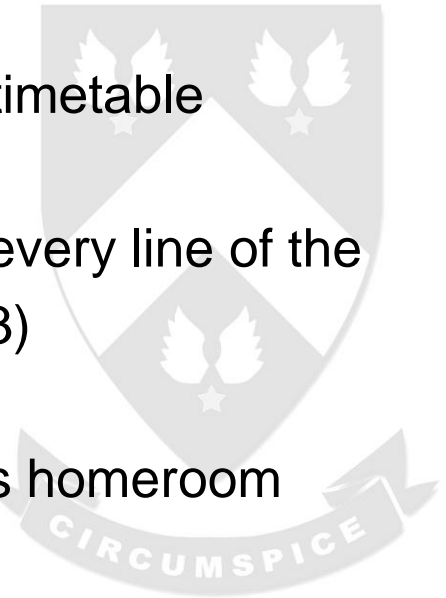 timetable
every line of the
3)
s homeroom
CIRCUMSPICE